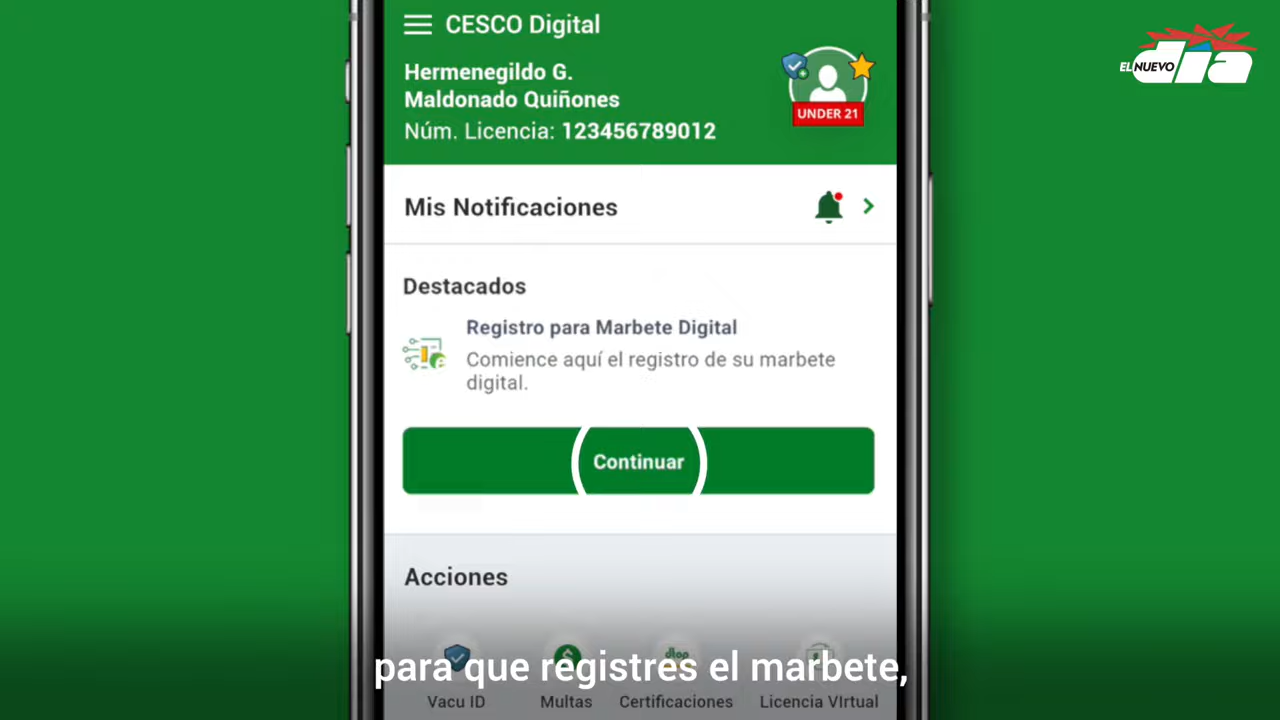 CESCO Digital
EL NUEVO
día
Hermenegildo G.
Maldonado Quiñones
Núm. Licencia: 123456789012
UNDER 21
Mis Notificaciones
Destacados
Registro para Marbete Digital
Comience aquí el registro de su marbete
digital.
Continuar
Acciones
dtop
para que registres el marbete,
Vacu ID
Multas
Certificaciones
Licencia VIrtual